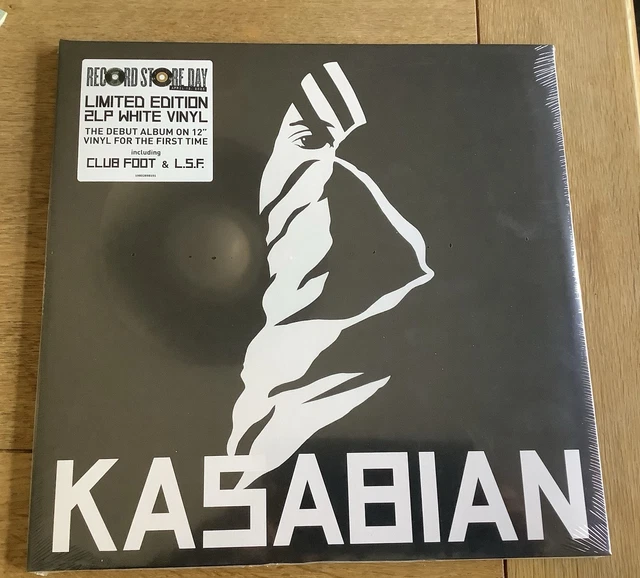 RECORD STORE DAY
LIMITED EDITION
2LP WHITE VINYL
THE DEBUT ALBUM ON 12"
VINYL FOR THE FIRST TIME
including
CLUB FOOT & L.S.F.
KASABIAN